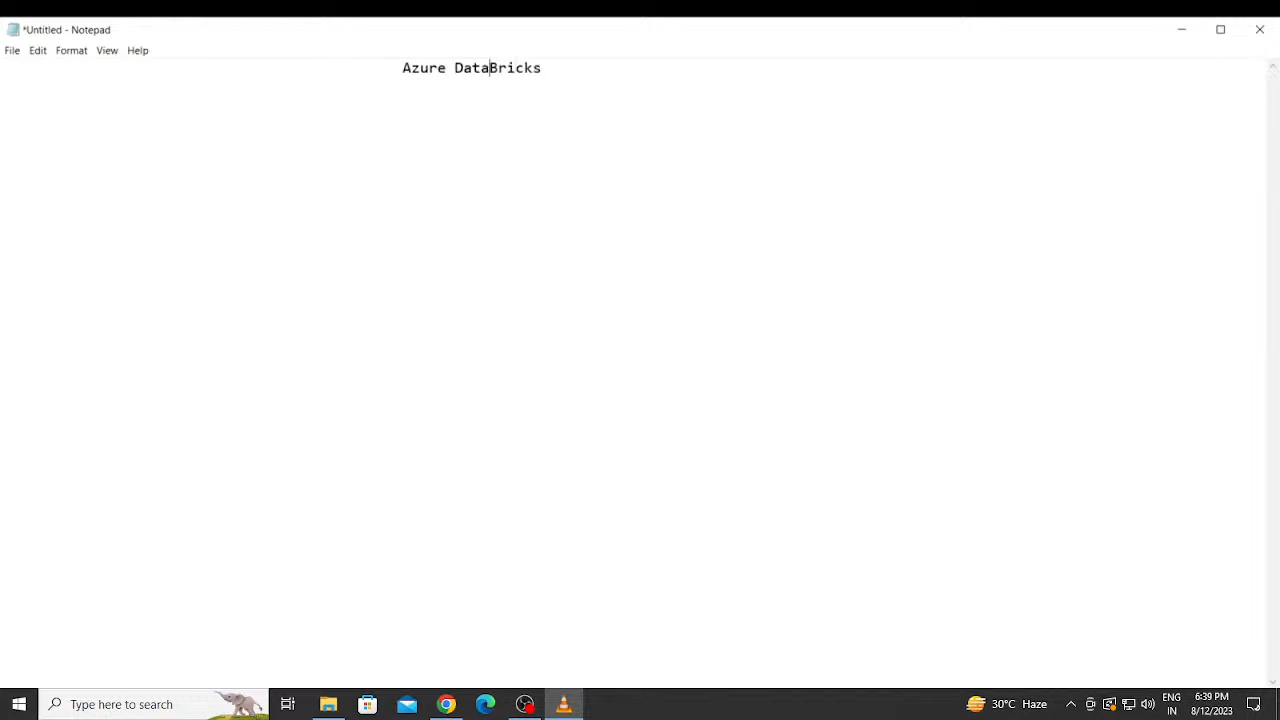 *Untitled - Notepad
File Edit Format View Help
Azure DataBricks
Type here to search
30°C Haze
ENG
IN
6:39 PM
8/12/2023